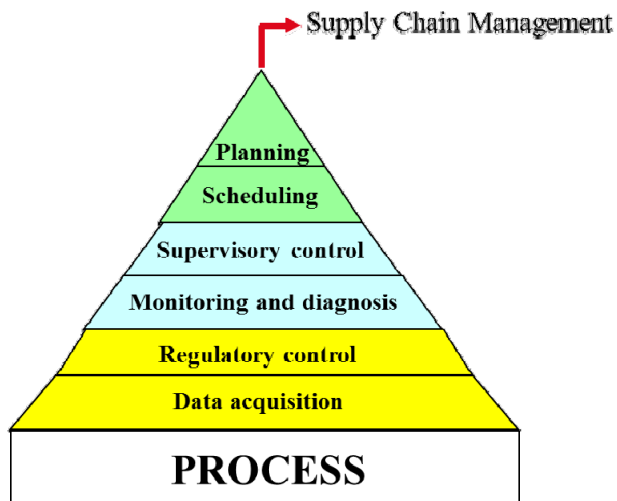 Supply Chain Management
Planning
Scheduling
Supervisory control
Monitoring and diagnosis
Regulatory control
Data acquisition
PROCESS